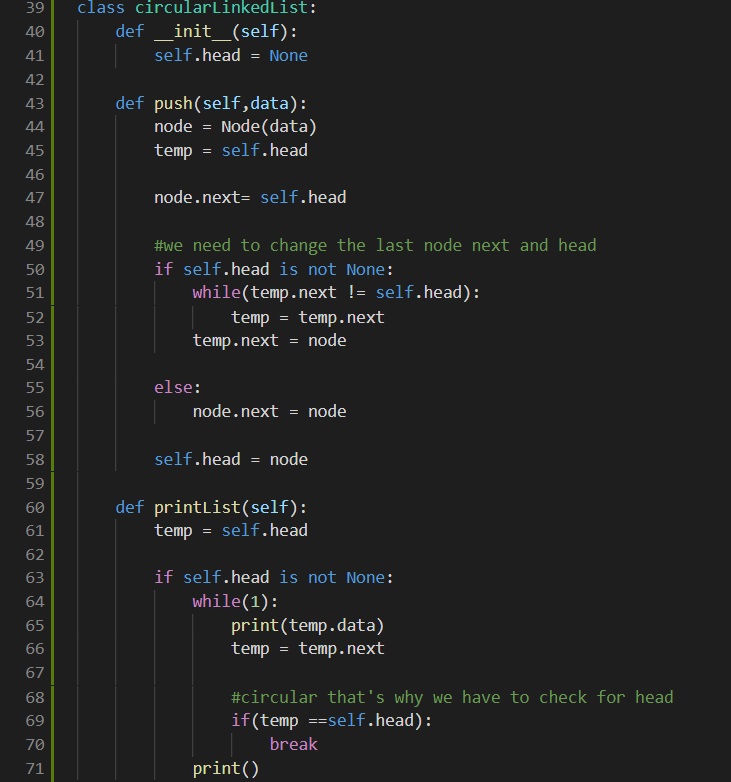 39 class circularLinkedList:
40     def __init__(self):
41         self.head = None
42
43     def push(self,data):
44         node = Node(data)
45         temp = self.head
46
47         node.next= self.head
48
49         #we need to change the last node next and head
50         if self.head is not None:
51             while(temp.next != self.head):
52                 temp = temp.next
53             temp.next = node
54
55         else:
56             node.next = node
57
58         self.head = node
59
60     def printList(self):
61         temp = self.head
62
63         if self.head is not None:
64             while(1):
65                 print(temp.data)
66                 temp = temp.next
67
68                 #circular that's why we have to check for head
69                 if(temp ==self.head):
70                     break
71             print()